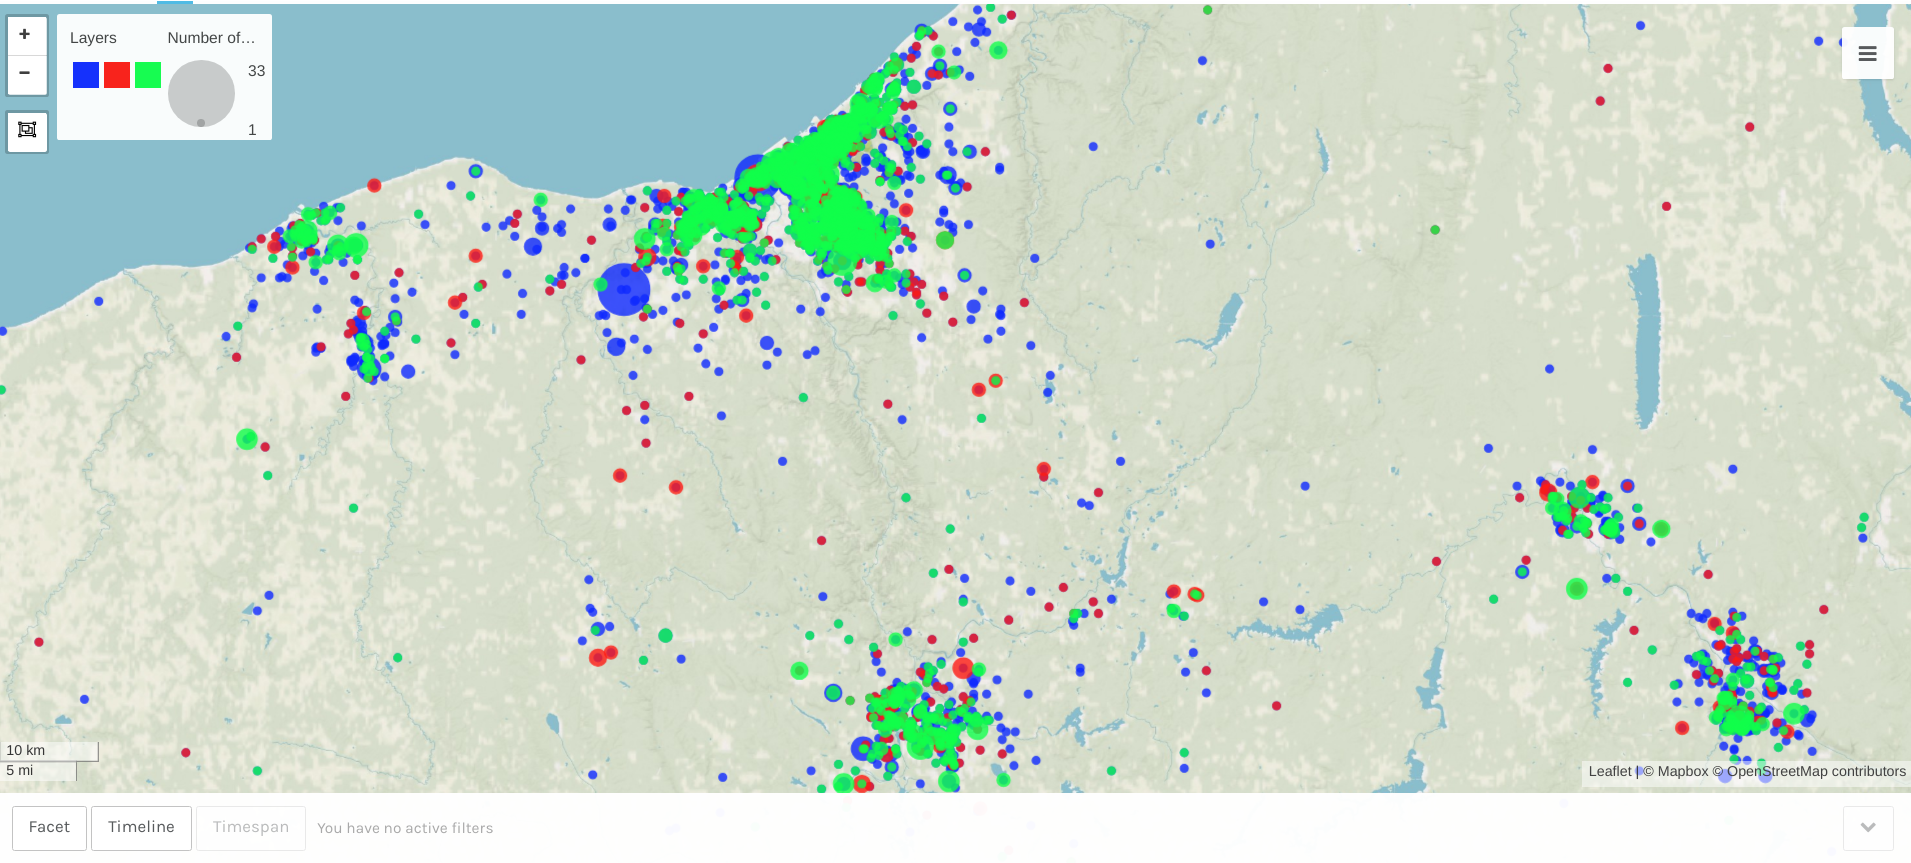 +
Layers
Number of…
33
−
1
10 km
5 mi
Leaflet | © Mapbox © OpenStreetMap contributors
Facet
Timeline
Timespan
You have no active filters